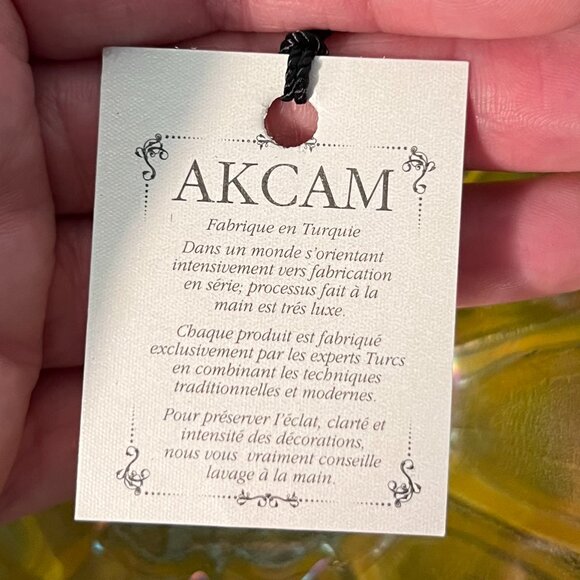 AKCAM
Fabrique en Turquie
Dans un monde s'orientant
intensivement vers fabrication
en série; processus fait à la
main est trés luxe.
Chaque produit est fabriqué
exclusivement par les experts Turcs
en combinant les techniques
traditionnelles et modernes.
Pour préserver l'éclat, clarté et
intensité des décorations,
nous vous vraiment conseille
lavage à la main.